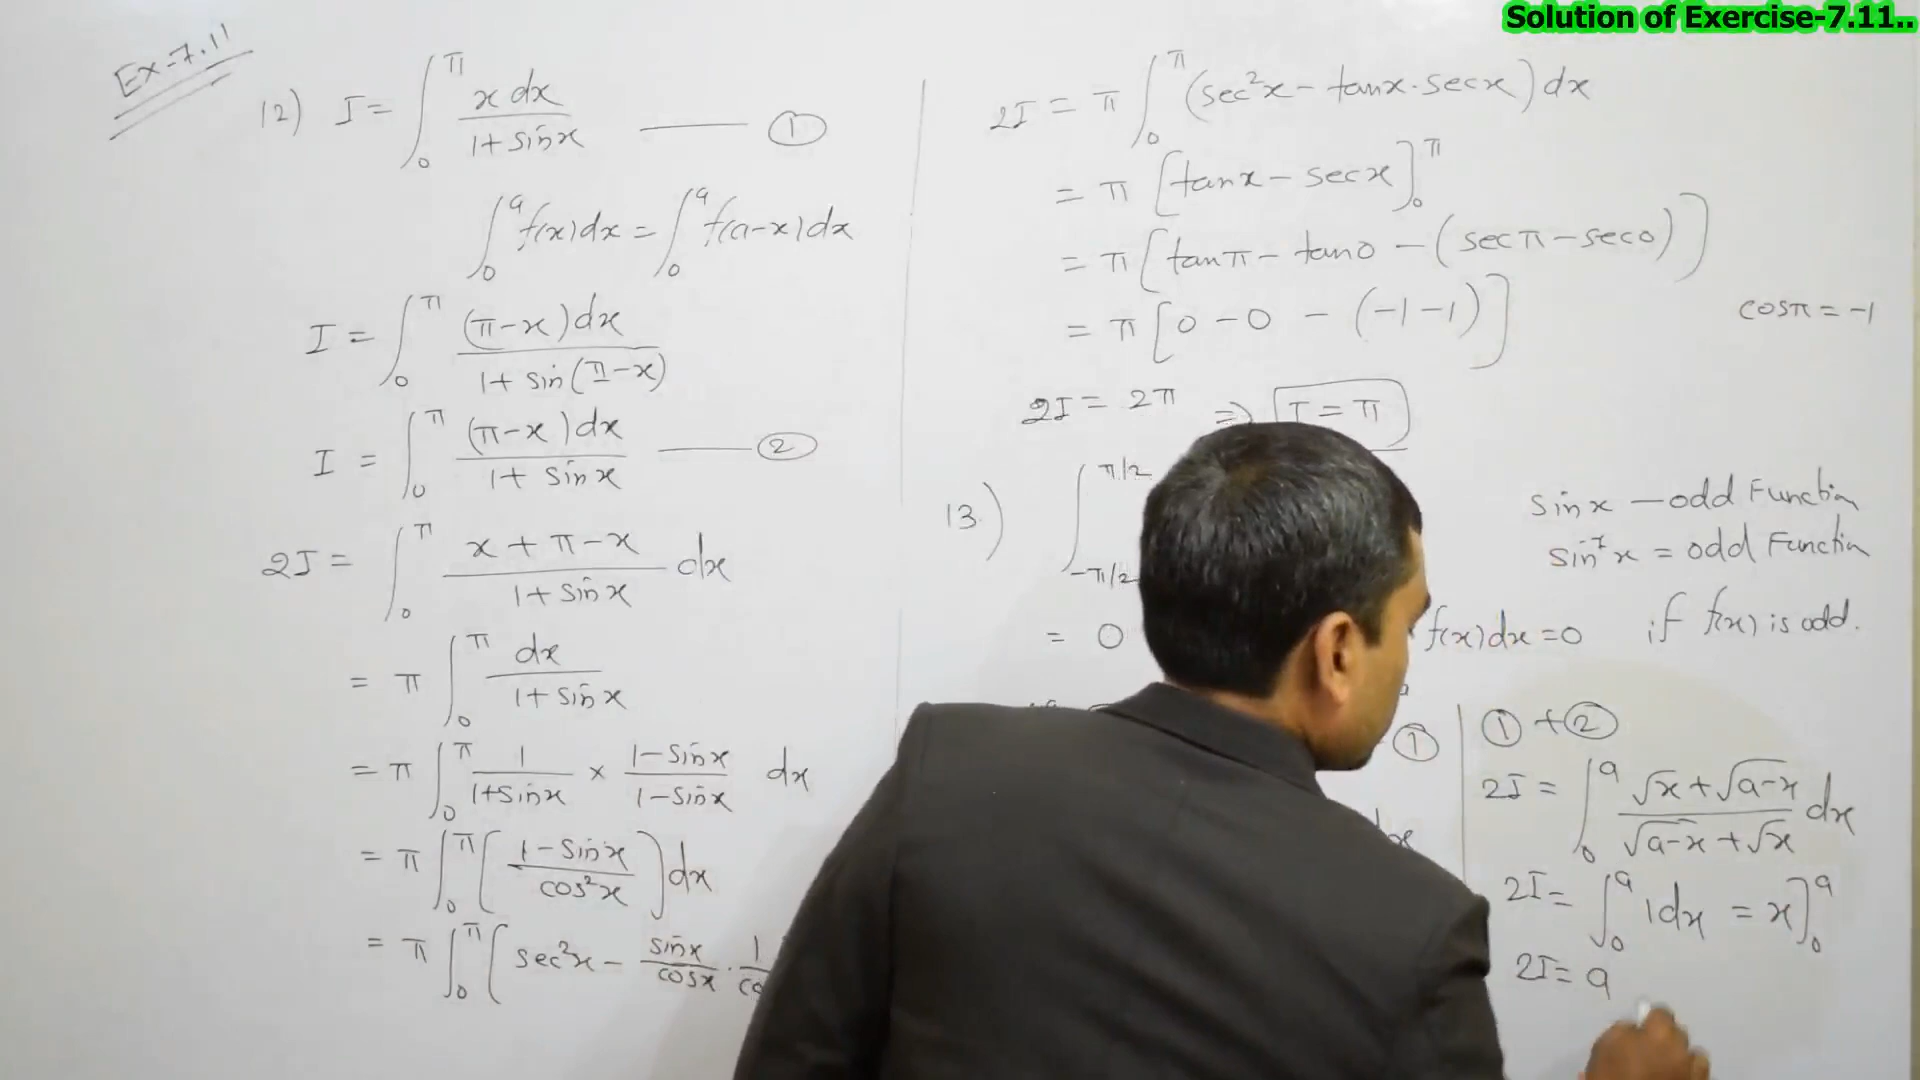 Solution of Exercise-7.11..
Ex-7.11
12) I = ∫₀^π x dx / (1 + sinx) —— ①
∫₀^a f(x)dx = ∫₀^a f(a-x)dx
I = ∫₀^π (π-x)dx / (1 + sin(π-x))
I = ∫₀^π (π-x)dx / (1 + sinx) —— ②
2I = ∫₀^π (x + π - x) / (1 + sinx) dx
= π ∫₀^π dx / (1 + sinx)
= π ∫₀^π 1/(1+sinx) × (1-sinx)/(1-sinx) dx
= π ∫₀^π ((1-sinx)/cos²x) dx
= π ∫₀^π (sec²x - sinx/cosx · 1/
2I = π ∫₀^π (sec²x - tanx·secx) dx
= π [tanx - secx]₀^π
= π [tanπ - tan0 - (secπ - sec0)]
= π [0 - 0 - (-1-1)]
cosπ = -1
2I = 2π ⇒ I = π
13) ∫ -π/2 π/2
sinx — odd Function
sin⁷x = odd Function
= 0
f(x)dx = 0 if f(x) is odd.
①
dx
① + ②
2I = ∫₀^a (√x + √(a-x)) / (√(a-x) + √x) dx
2I = ∫₀^a 1dx = x]₀^a
2I = a